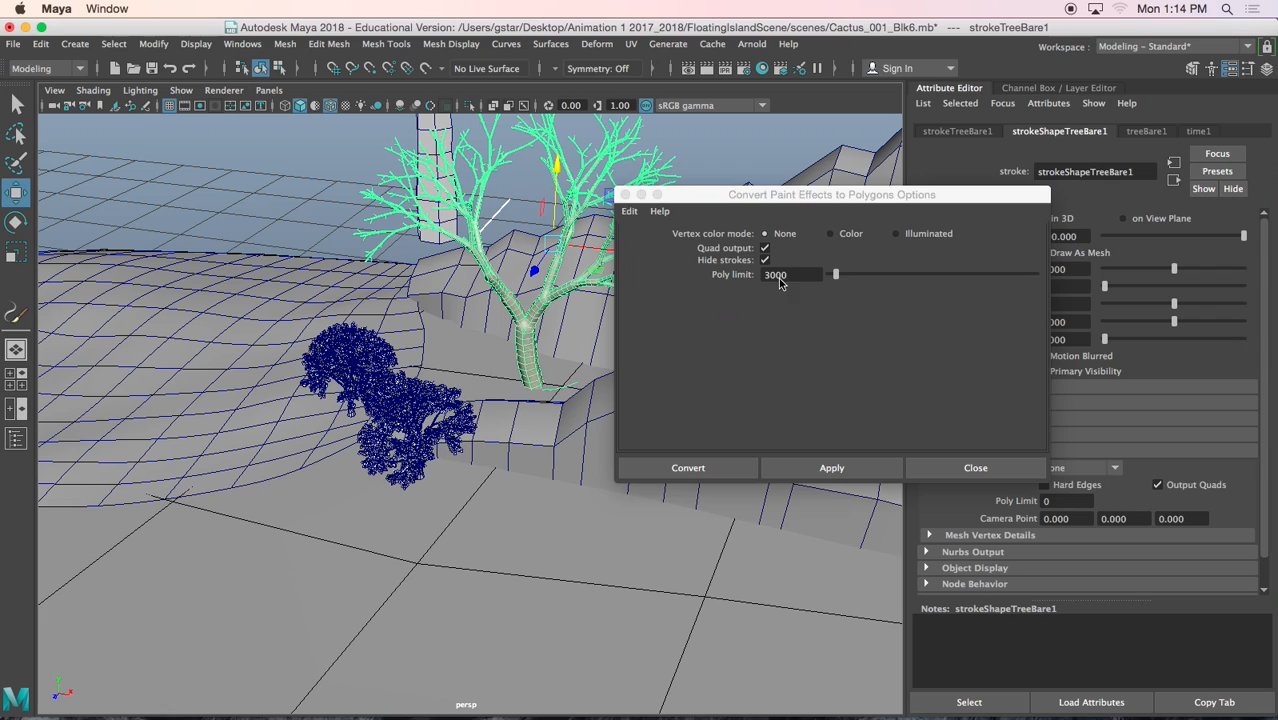 Maya Window Mon 1:14 PM
Autodesk Maya 2018 - Educational Version: /Users/gstar/Desktop/Animation 1 2017_2018/FloatingIslandScene/scenes/Cactus_001_Blk6.mb* --- strokeTreeBare1
File Edit Create Select Modify Display Windows Mesh Edit Mesh Mesh Tools Mesh Display Curves Surfaces Deform UV Generate Cache Arnold Help Workspace : Modeling - Standard*
Modeling No Live Surface Symmetry: Off Sign In
View Shading Lighting Show Renderer Panels
0.00 1.00 sRGB gamma
Attribute Editor Channel Box / Layer Editor
List Selected Focus Attributes Show Help
strokeTreeBare1 strokeShapeTreeBare1 treeBare1 time1
Focus
stroke: strokeShapeTreeBare1 Presets
Show Hide
Convert Paint Effects to Polygons Options
Edit Help
Vertex color mode: None Color Illuminated
Quad output:
Hide strokes:
Poly limit: 3000
Convert Apply Close
in 3D on View Plane
0.000
Draw As Mesh
000
000
000
Motion Blurred
Primary Visibility
one
Hard Edges Output Quads
Poly Limit 0
Camera Point 0.000 0.000 0.000
Mesh Vertex Details
Nurbs Output
Object Display
Node Behavior
Notes: strokeShapeTreeBare1
Select Load Attributes Copy Tab
persp